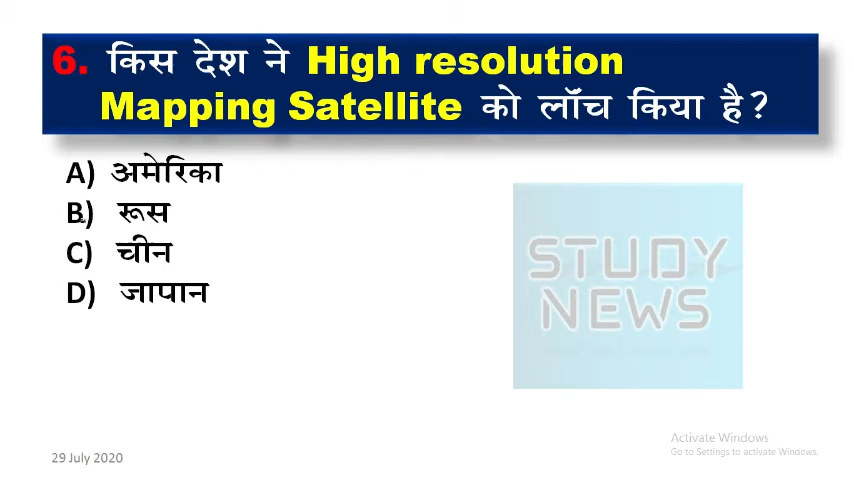 6. किस देश ने High resolution
Mapping Satellite को लॉच किया है?
A) अमेरिका
B) रूस
C) चीन
D) जापान
STUDY
NEWS
Activate Windows
Go to Settings to activate Windows.
29 July 2020